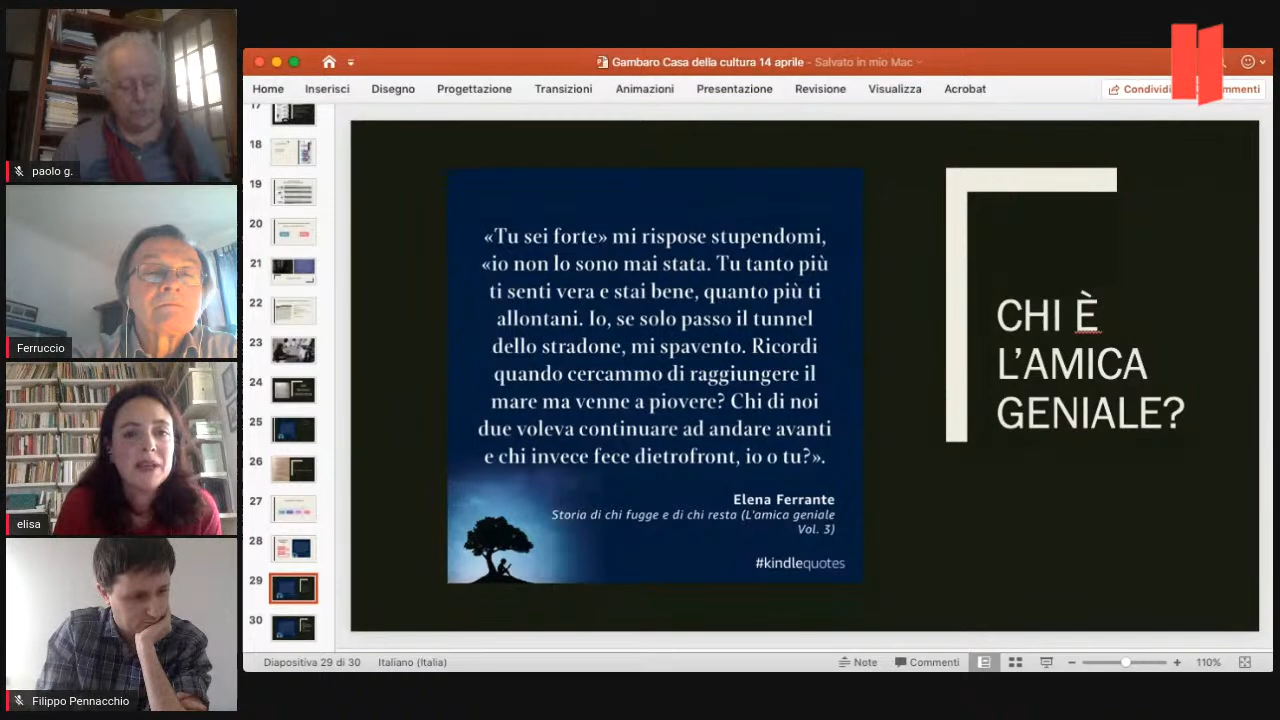 paolo g.
Ferruccio
elisa
Filippo Pennacchio
Gambaro Casa della cultura 14 aprile - Salvato in mio Mac
Home Inserisci Disegno Progettazione Transizioni Animazioni Presentazione Revisione Visualizza Acrobat Condividi
17
18
19
20
21
22
23
24
25
26
27
28
29
30
«Tu sei forte» mi rispose stupendomi,
«io non lo sono mai stata. Tu tanto più
ti senti vera e stai bene, quanto più ti
allontani. Io, se solo passo il tunnel
dello stradone, mi spavento. Ricordi
quando cercammo di raggiungere il
mare ma venne a piovere? Chi di noi
due voleva continuare ad andare avanti
e chi invece fece dietrofront, io o tu?».
Elena Ferrante
Storia di chi fugge e di chi resta (L'amica geniale
Vol. 3)
#kindlequotes
CHI È
L'AMICA
GENIALE?
Diapositiva 29 di 30 Italiano (Italia) Note Commenti 110%